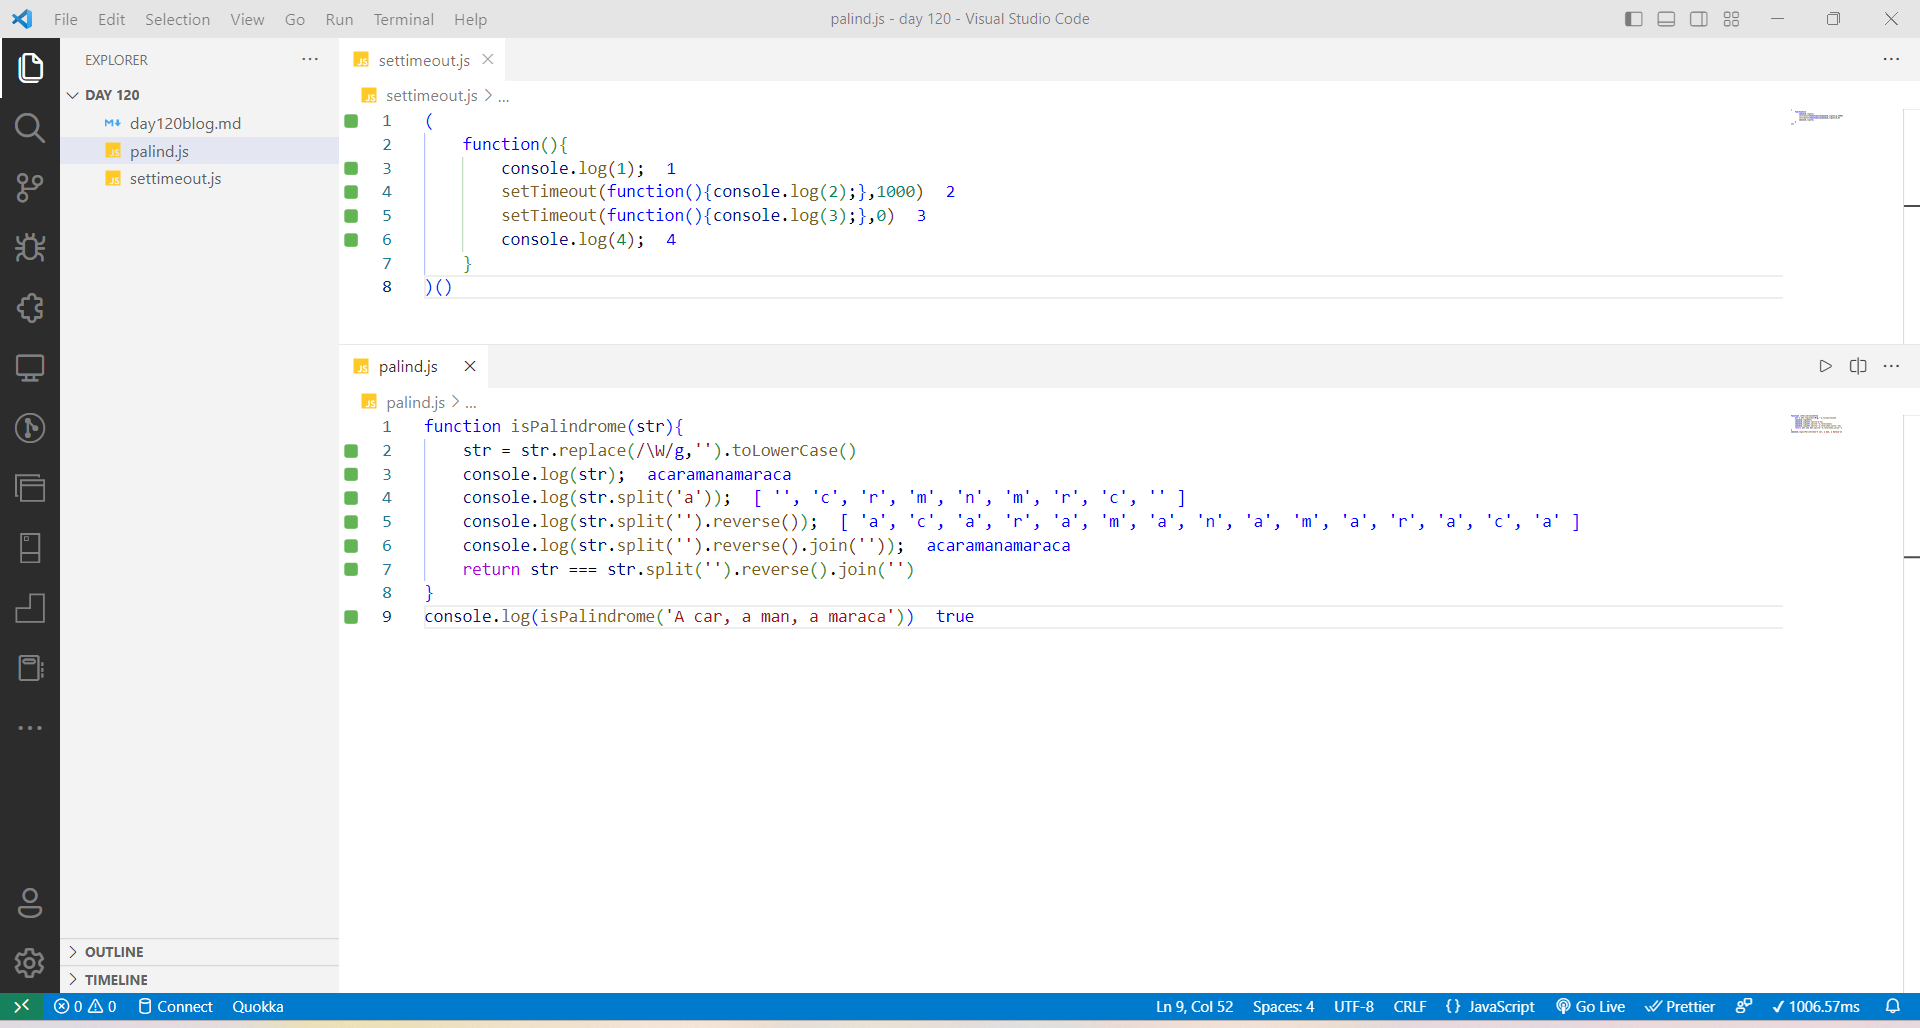 File Edit Selection View Go Run Terminal Help
palind.js - day 120 - Visual Studio Code
EXPLORER
DAY 120
day120blog.md
palind.js
settimeout.js
OUTLINE
TIMELINE
settimeout.js
settimeout.js > ...
1 (
2 function(){
3 console.log(1); 1
4 setTimeout(function(){console.log(2);},1000) 2
5 setTimeout(function(){console.log(3);},0) 3
6 console.log(4); 4
7 }
8 )()
palind.js
palind.js > ...
1 function isPalindrome(str){
2 str = str.replace(/\W/g,'').toLowerCase()
3 console.log(str); acaramanamaraca
4 console.log(str.split('a')); [ '', 'c', 'r', 'm', 'n', 'm', 'r', 'c', '' ]
5 console.log(str.split('').reverse()); [ 'a', 'c', 'a', 'r', 'a', 'm', 'a', 'n', 'a', 'm', 'a', 'r', 'a', 'c', 'a' ]
6 console.log(str.split('').reverse().join('')); acaramanamaraca
7 return str === str.split('').reverse().join('')
8 }
9 console.log(isPalindrome('A car, a man, a maraca')) true
0 0 Connect Quokka
Ln 9, Col 52 Spaces: 4 UTF-8 CRLF {} JavaScript Go Live Prettier 1006.57ms